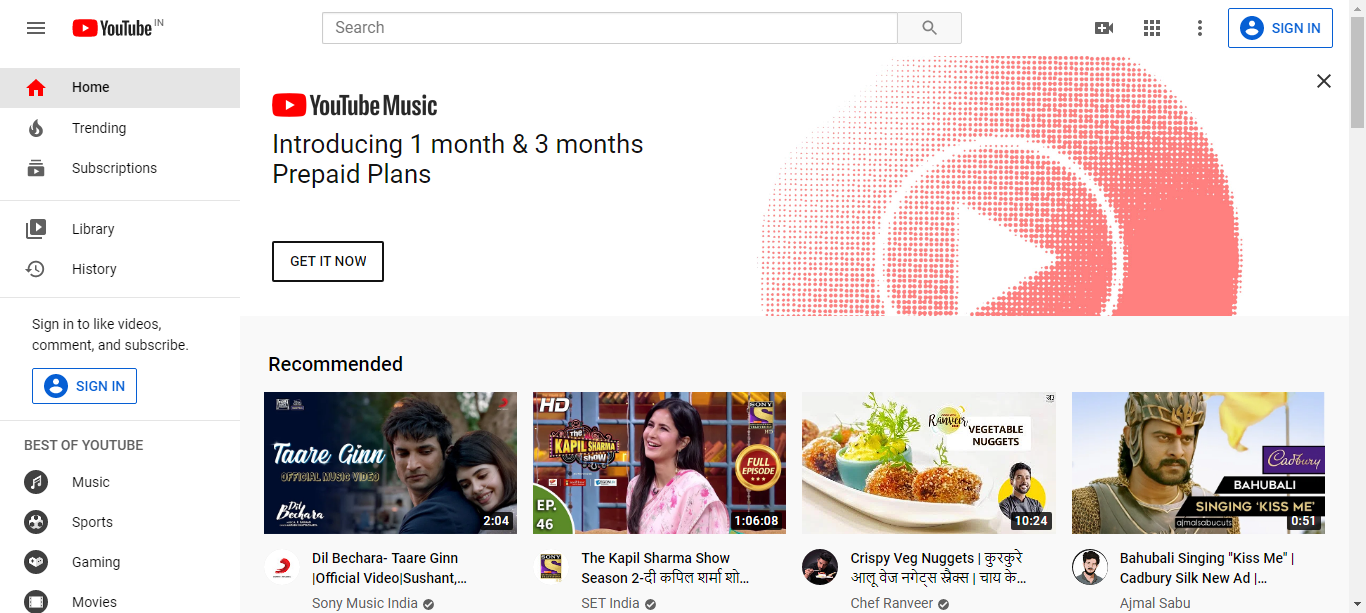 YouTube IN
Search
SIGN IN
Home
Trending
Subscriptions
Library
History
Sign in to like videos,
comment, and subscribe.
SIGN IN
BEST OF YOUTUBE
Music
Sports
Gaming
Movies
YouTube Music
Introducing 1 month & 3 months
Prepaid Plans
GET IT NOW
Recommended
Taare Ginn
OFFICIAL MUSIC VIDEO
Dil
Bechara
2:04
Dil Bechara- Taare Ginn
|Official Video|Sushant,...
Sony Music India
HD
SONY
The
KAPIL SHARMA
Show
FULL
EPISODE
EP.
46
1:06:08
The Kapil Sharma Show
Season 2-दी कपिल शर्मा शो...
SET India
Ranveer
VEGETABLE
NUGGETS
10:24
Crispy Veg Nuggets | कुरकुरे
आलू वेज नगेट्स स्नैक्स | चाय के...
Chef Ranveer
Cadbury
BAHUBALI
SINGING 'KISS ME'
ajmalsabucuts
0:51
Bahubali Singing "Kiss Me" |
Cadbury Silk New Ad |...
Ajmal Sabu